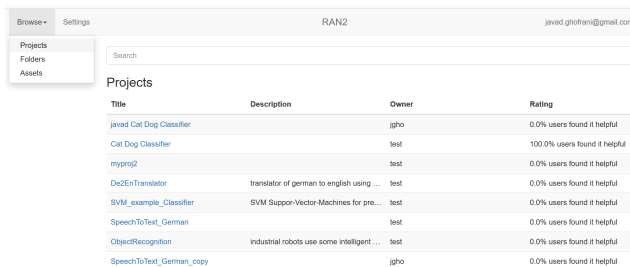 Browse Settings RAN2 javad.ghofrani@gmail.com
Projects
Folders
Assets
Search
Projects
Title Description Owner Rating
javad Cat Dog Classifier jgho 0.0% users found it helpful
Cat Dog Classifier test 100.0% users found it helpful
myproj2 test 0.0% users found it helpful
De2EnTranslator translator of german to english using ... test 0.0% users found it helpful
SVM_example_Classifier SVM Suppor-Vector-Machines for pre... test 0.0% users found it helpful
SpeechToText_German test 0.0% users found it helpful
ObjectRecognition industrial robots use some intelligent ... test 0.0% users found it helpful
SpeechToText_German_copy jgho 0.0% users found it helpful